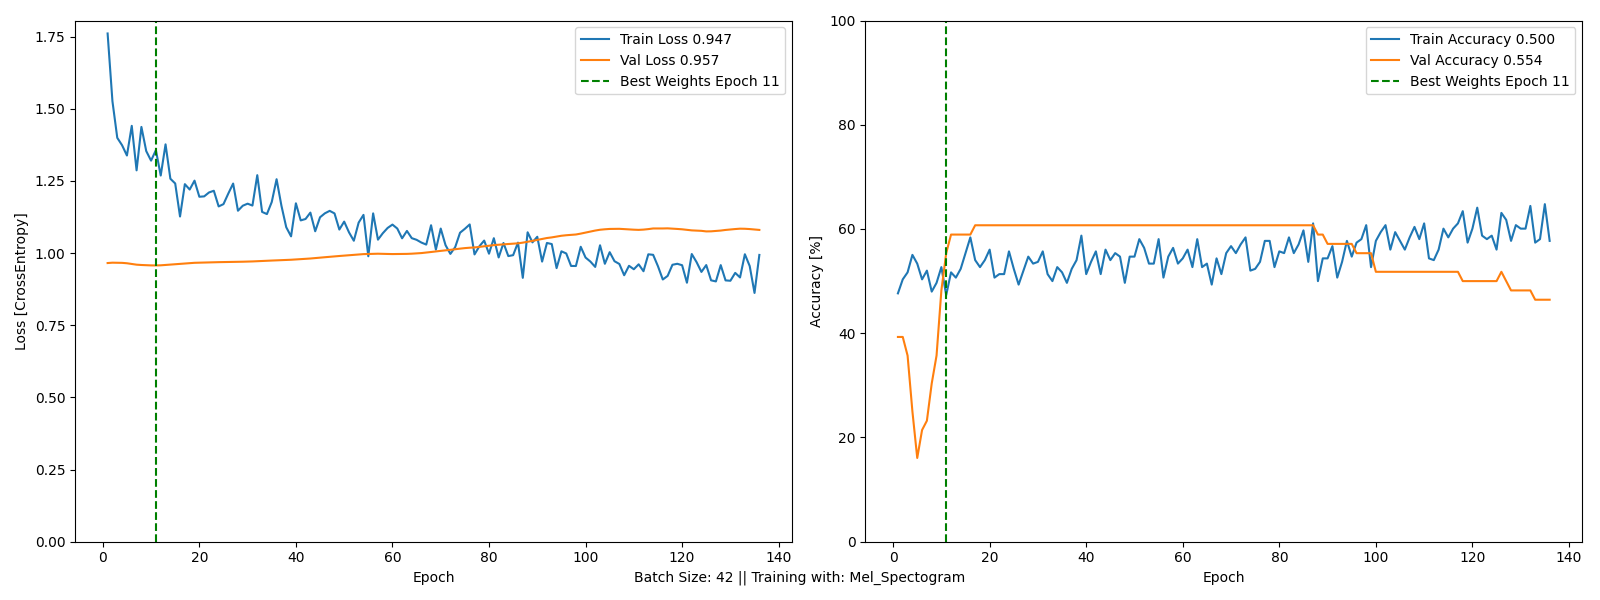 1.75
1.50
1.25
1.00
0.75
0.50
0.25
0.00
Loss [CrossEntropy]
Train Loss 0.947
Val Loss 0.957
Best Weights Epoch 11
0 20 40 60 80 100 120 140
Epoch
100
80
60
40
20
0
Accuracy [%]
Train Accuracy 0.500
Val Accuracy 0.554
Best Weights Epoch 11
0 20 40 60 80 100 120 140
Epoch
Batch Size: 42 || Training with: Mel_Spectogram